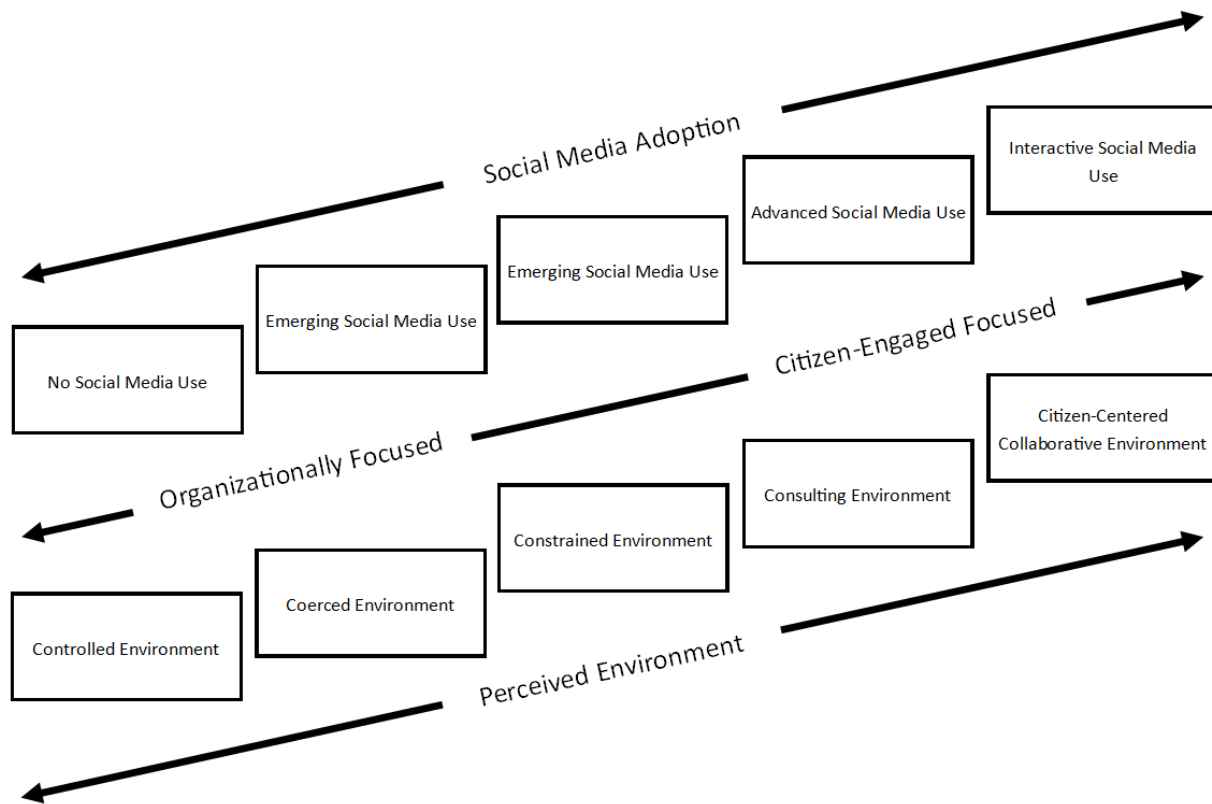 Social Media Adoption
Interactive Social Media
Use
Advanced Social Media Use
Emerging Social Media Use
Emerging Social Media Use
No Social Media Use
Citizen-Engaged Focused
Organizationally Focused
Citizen-Centered
Collaborative Environment
Consulting Environment
Constrained Environment
Coerced Environment
Controlled Environment
Perceived Environment